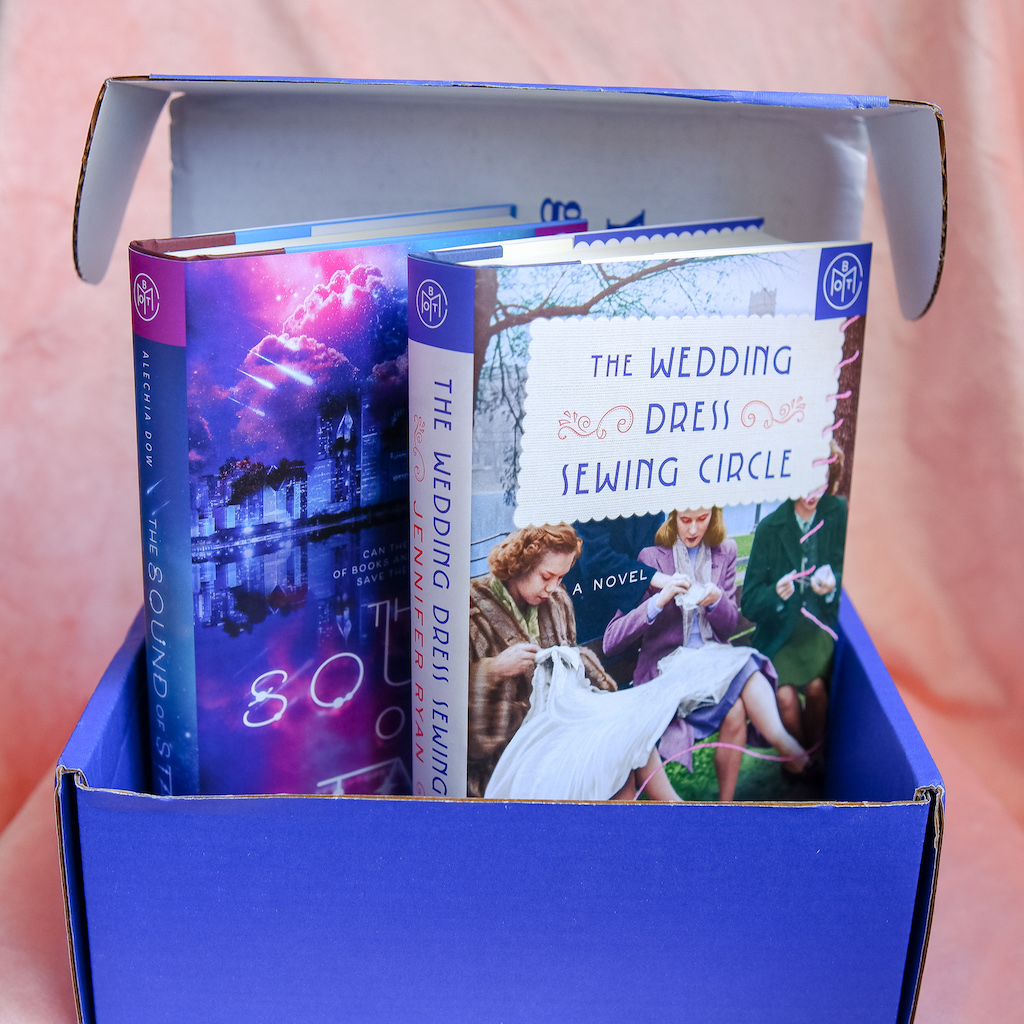 BOTM
ALECHIA DOW
THE SOUND OF
CAN THE
OF BOOKS AN
SAVE THE
TH
SO
BOTM
THE WEDDING DRESS SEWING
JENNIFER RYAN
BOTM
THE WEDDING
DRESS
SEWING CIRCLE
A NOVEL
g